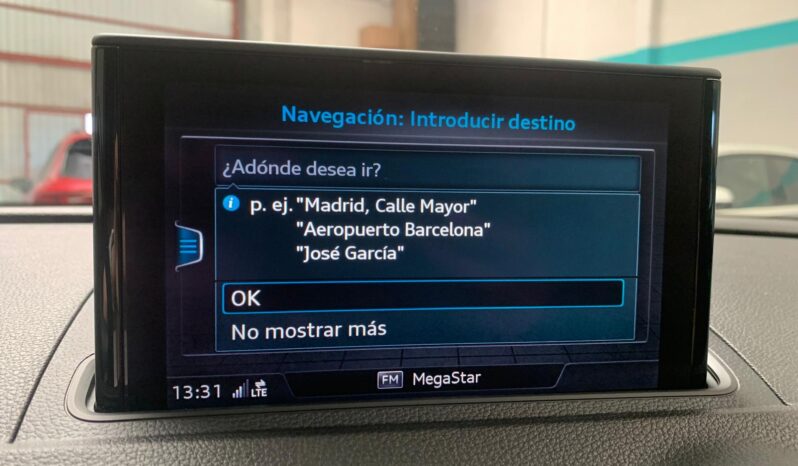 Navegación: Introducir destino
¿Adónde desea ir?
i p. ej. "Madrid, Calle Mayor"
"Aeropuerto Barcelona"
"José García"
OK
No mostrar más
FM MegaStar
13:31 LTE